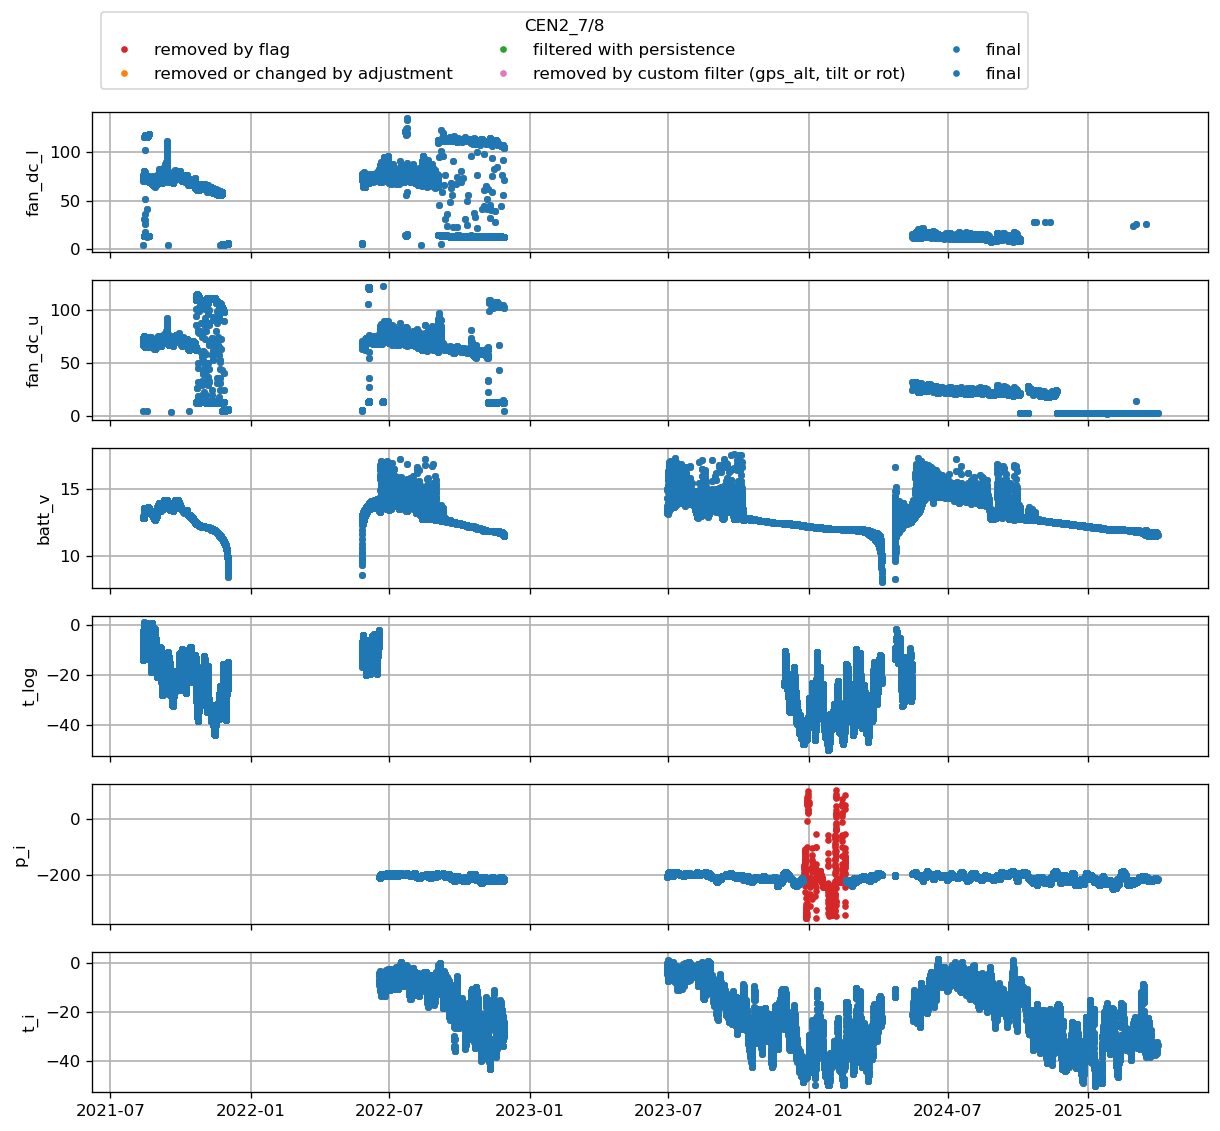 CEN2_7/8
removed by flag
filtered with persistence
final
removed or changed by adjustment
removed by custom filter (gps_alt, tilt or rot)
final
100
50
0
fan_dc_l
100
50
0
fan_dc_u
15
10
batt_v
0
−20
−40
t_log
0
−200
p_i
0
−20
−40
t_i
2021-07
2022-01
2022-07
2023-01
2023-07
2024-01
2024-07
2025-01